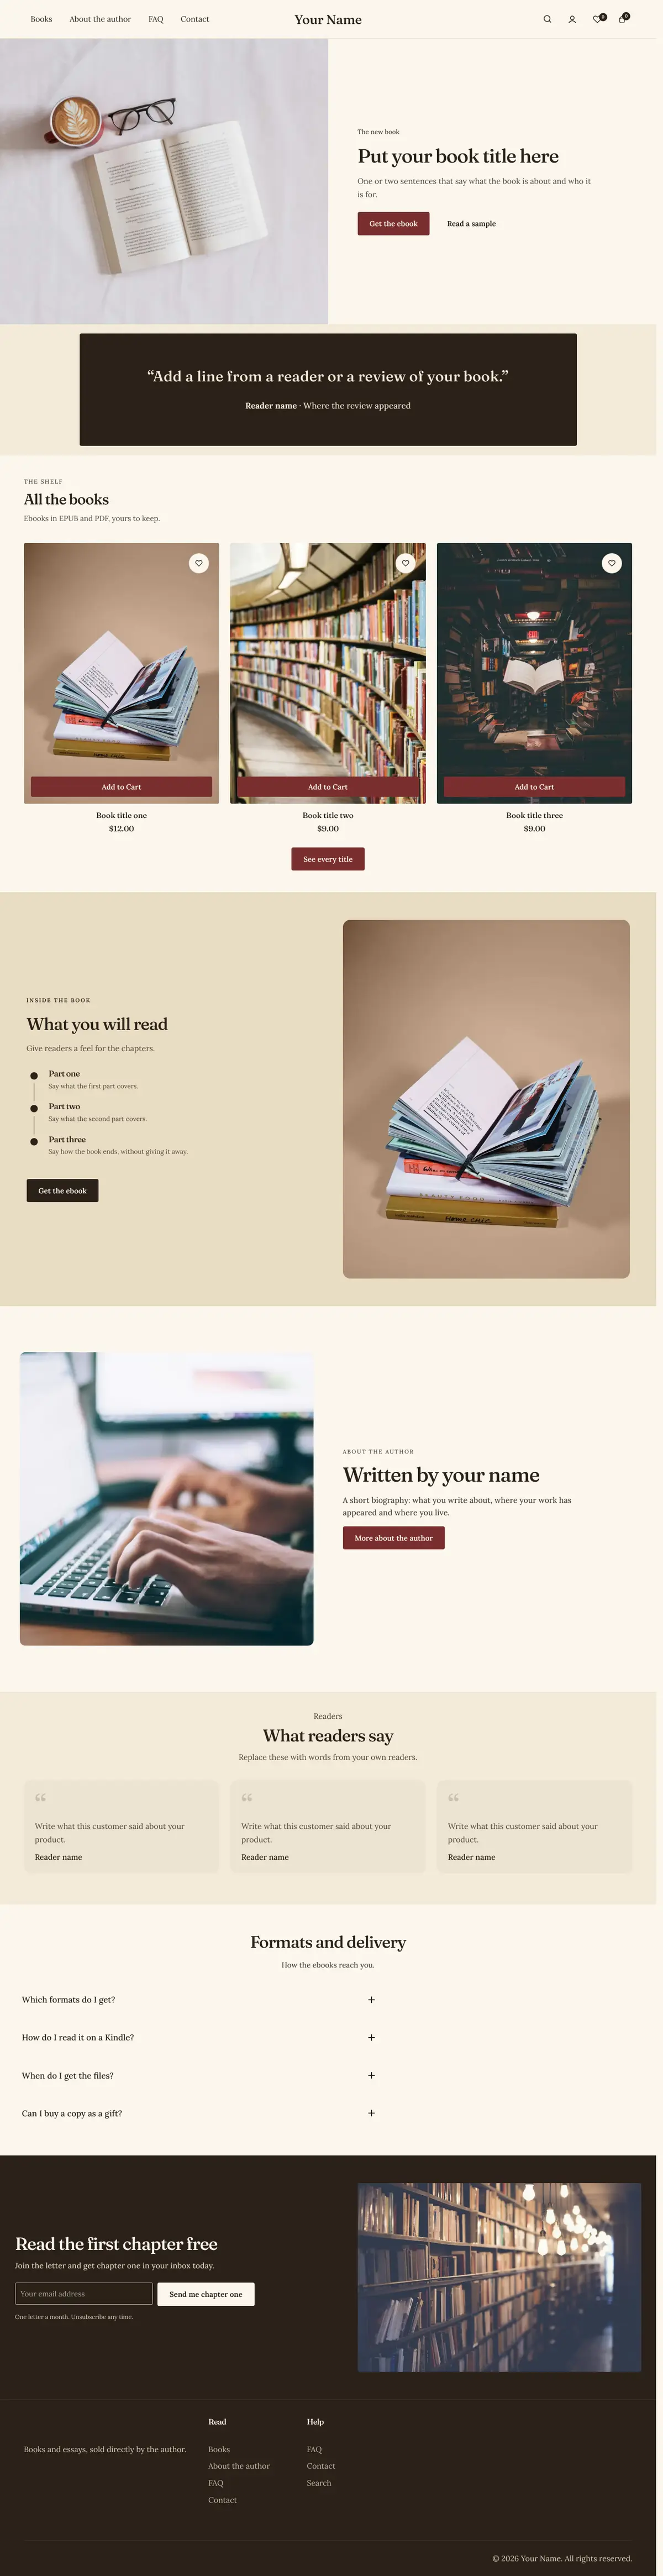 Books
About the author
FAQ
Contact
Your Name
0
0
The new book
Put your book title here
One or two sentences that say what the book is about and who it
is for.
Get the ebook
Read a sample
“Add a line from a reader or a review of your book.”
Reader name · Where the review appeared
THE SHELF
All the books
Ebooks in EPUB and PDF, yours to keep.
Add to Cart
Add to Cart
Add to Cart
Book title one
$12.00
Book title two
$9.00
Book title three
$9.00
See every title
INSIDE THE BOOK
What you will read
Give readers a feel for the chapters.
Part one
Say what the first part covers.
Part two
Say what the second part covers.
Part three
Say how the book ends, without giving it away.
Get the ebook
BEAUTY FOOD
HOME CHIC
ABOUT THE AUTHOR
Written by your name
A short biography: what you write about, where your work has
appeared and where you live.
More about the author
Readers
What readers say
Replace these with words from your own readers.
“
Write what this customer said about your
product.
Reader name
“
Write what this customer said about your
product.
Reader name
“
Write what this customer said about your
product.
Reader name
Formats and delivery
How the ebooks reach you.
Which formats do I get?
How do I read it on a Kindle?
When do I get the files?
Can I buy a copy as a gift?
Read the first chapter free
Join the letter and get chapter one in your inbox today.
Your email address
Send me chapter one
One letter a month. Unsubscribe any time.
Books and essays, sold directly by the author.
Read
Books
About the author
FAQ
Contact
Help
FAQ
Contact
Search
© 2026 Your Name. All rights reserved.